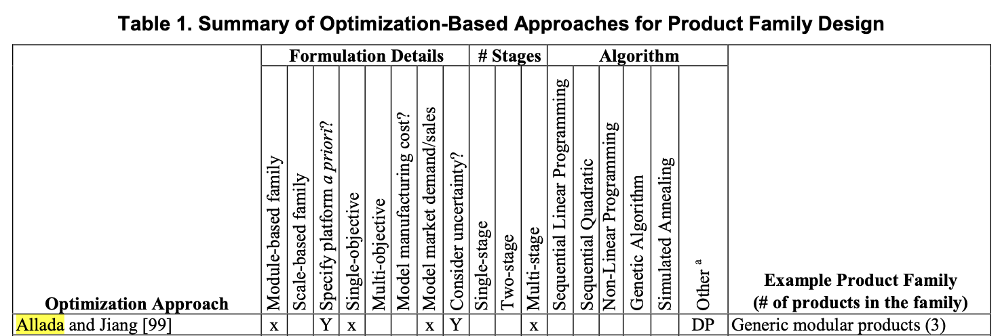 Table 1. Summary of Optimization-Based Approaches for Product Family Design
Formulation Details # Stages Algorithm
Optimization Approach
Module-based family
Scale-based family
Specify platform a priori?
Single-objective
Multi-objective
Model manufacturing cost?
Model market demand/sales
Consider uncertainty?
Single-stage
Two-stage
Multi-stage
Sequential Linear Programming
Sequential Quadratic
Non-Linear Programming
Genetic Algorithm
Simulated Annealing
Other a
Example Product Family
(# of products in the family)
Allada and Jiang [99] x Y x x Y x DP Generic modular products (3)